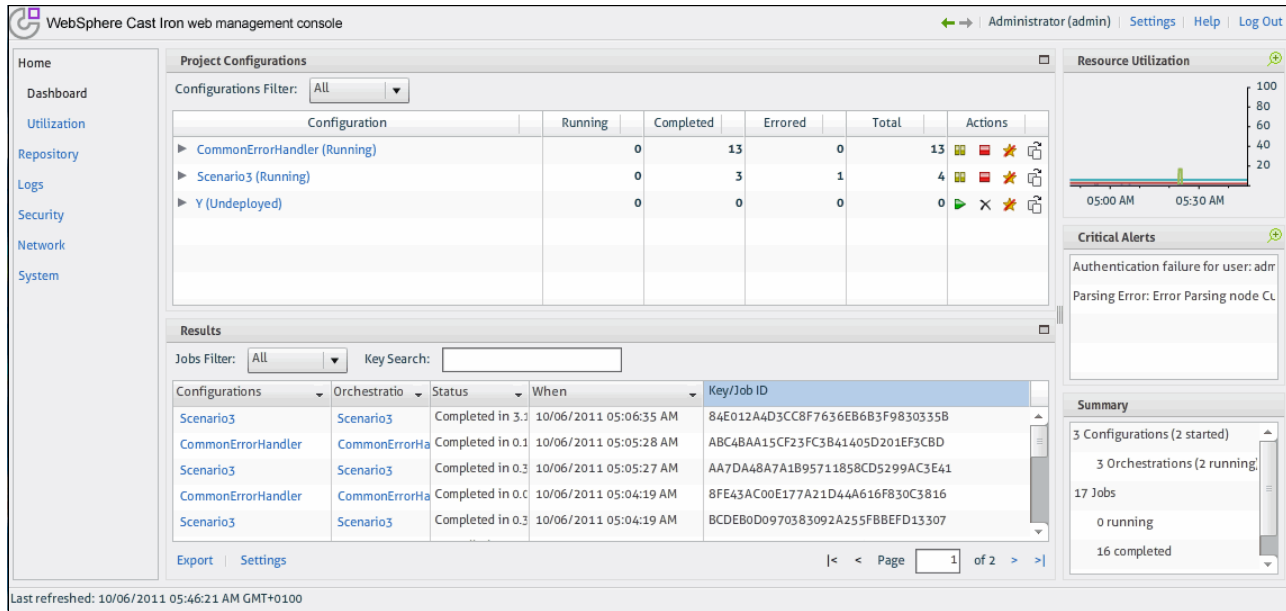 WebSphere Cast Iron web management console
Administrator (admin) | Settings | Help | Log Out
Home
Dashboard
Utilization
Repository
Logs
Security
Network
System
Project Configurations
Configurations Filter: All
Configuration Running Completed Errored Total Actions
CommonErrorHandler (Running) 0 13 0 13
Scenario3 (Running) 0 3 1 4
Y (Undeployed) 0 0 0 0
Results
Jobs Filter: All Key Search:
Configurations Orchestratio Status When Key/Job ID
Scenario3 Scenario3 Completed in 3.1 10/06/2011 05:06:35 AM 84E012A4D3CC8F7636EB6B3F9830335B
CommonErrorHandler CommonErrorHa Completed in 0.1 10/06/2011 05:05:28 AM ABC4BAA15CF23FC3B41405D201EF3CBD
Scenario3 Scenario3 Completed in 0.3 10/06/2011 05:05:27 AM AA7DA48A7A1B95711858CD5299AC3E41
CommonErrorHandler CommonErrorHa Completed in 0.0 10/06/2011 05:04:19 AM 8FE43AC00E177A21D44A616F830C3816
Scenario3 Scenario3 Completed in 0.3 10/06/2011 05:04:19 AM BCDEB0D0970383092A255FBBEFD13307
Export | Settings
|< < Page 1 of 2 > >|
Resource Utilization
100
80
60
40
20
05:00 AM 05:30 AM
Critical Alerts
Authentication failure for user: adm
Parsing Error: Error Parsing node Cu
Summary
3 Configurations (2 started)
3 Orchestrations (2 running)
17 Jobs
0 running
16 completed
Last refreshed: 10/06/2011 05:46:21 AM GMT+0100